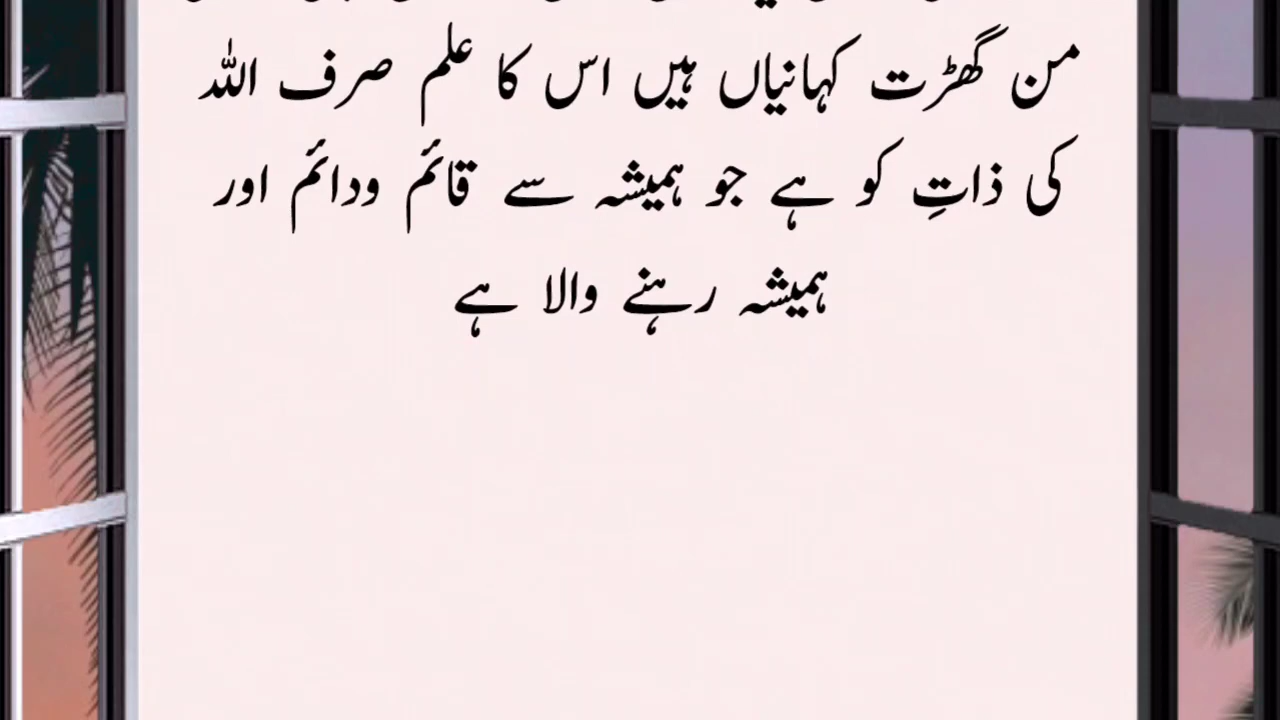 من گھڑت کہانیاں ہیں اس کا علم صرف اللہ
کی ذاتِ کو ہے جو ہمیشہ سے قائم ودائم اور
ہمیشہ رہنے والا ہے